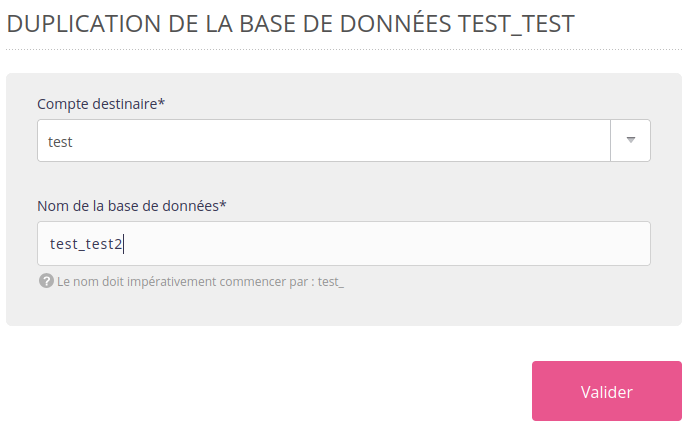 DUPLICATION DE LA BASE DE DONNÉES TEST_TEST
Compte destinaire*
test
Nom de la base de données*
test_test2
? Le nom doit impérativement commencer par : test_
Valider